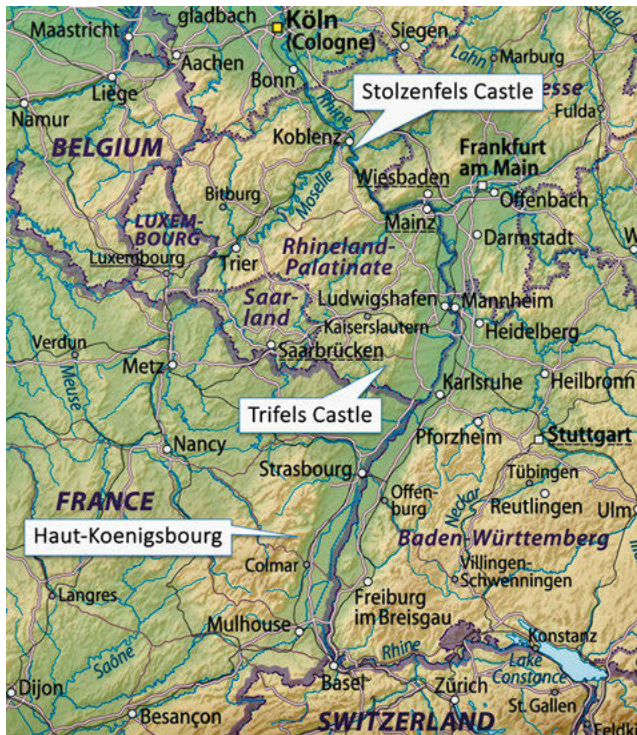 gladbach
Köln
(Cologne)
Siegen
Maastricht
Aachen
Lahn
Marburg
Bonn
Liège
Rhine
Stolzenfels Castle
esse
Fulda
Namur
Koblenz
BELGIUM
Frankfurt
am Main
Wiesbaden
Bitburg
Moselle
Offenbach
LUXEM-
BOURG
Mainz
Darmstadt
Luxembourg
Trier
Rhineland-
Palatinate
Saar-
land
Ludwigshafen
Mannheim
Kaiserslautern
Heidelberg
Verdun
Saarbrücken
Metz
Meuse
Karlsruhe
Heilbronn
Trifels Castle
Pforzheim
Stuttgart
Nancy
Strasbourg
Tübingen
Neckar
Reutlingen
Offen-
burg
Ulm
FRANCE
Haut-Koenigsbourg
Baden-Württemberg
Colmar
Villingen-
Schwenningen
Langres
Freiburg
im Breisgau
Mulhouse
Rhine
Konstanz
Saône
Lake
Constance
Basel
Zürich
Dijon
St. Gallen
Besançon
SWITZERLAND
Feldk